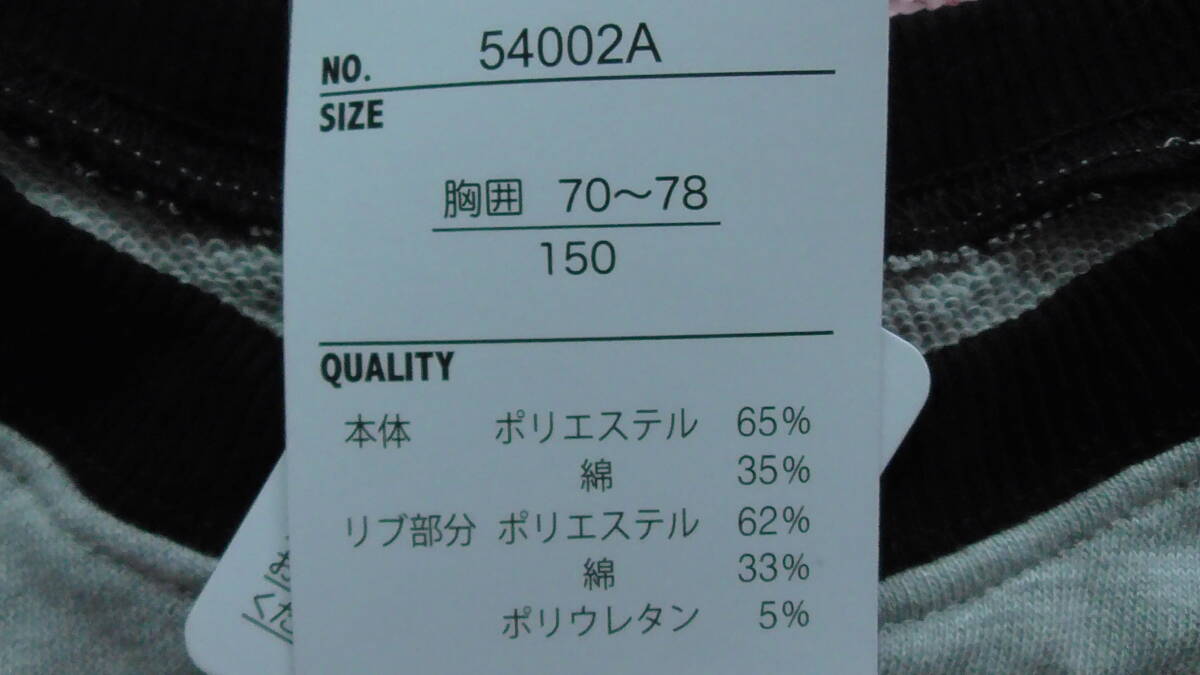 NO. 54002A
SIZE
胸囲 70～78
150
QUALITY
本体 ポリエステル 65%
綿 35%
リブ部分 ポリエステル 62%
綿 33%
ポリウレタン 5%